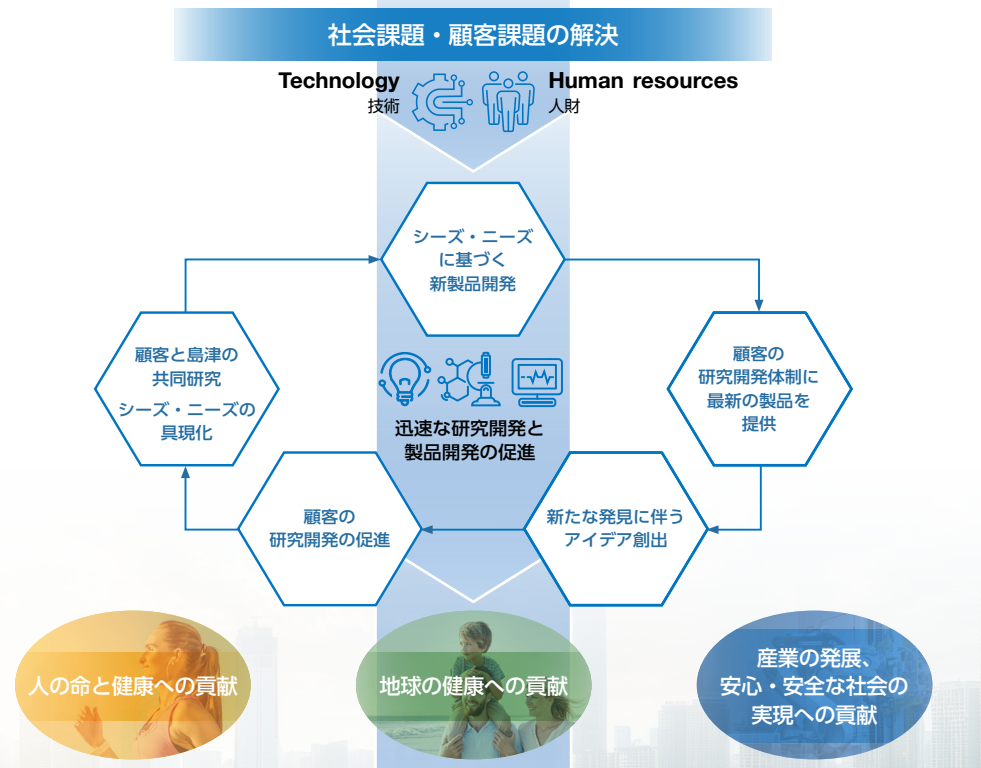 社会課題・顧客課題の解決
Technology
技術
Human resources
人財
シーズ・ニーズ
に基づく
新製品開発
顧客と島津の
共同研究
シーズ・ニーズの
具現化
顧客の
研究開発体制に
最新の製品を
提供
迅速な研究開発と
製品開発の促進
顧客の
研究開発の促進
新たな発見に伴う
アイデア創出
人の命と健康への貢献
地球の健康への貢献
産業の発展、
安心・安全な社会の
実現への貢献